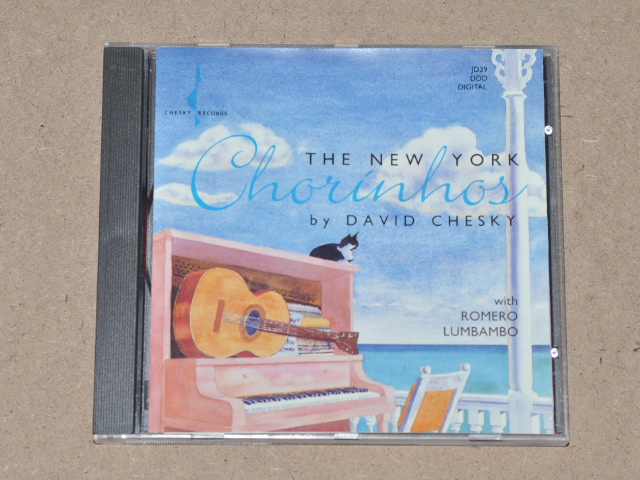 JD39
DDD
DIGITAL
CHESKY RECORDS
THE NEW YORK
Chorinhos
by DAVID CHESKY
with
ROMERO
LUMBAMBO